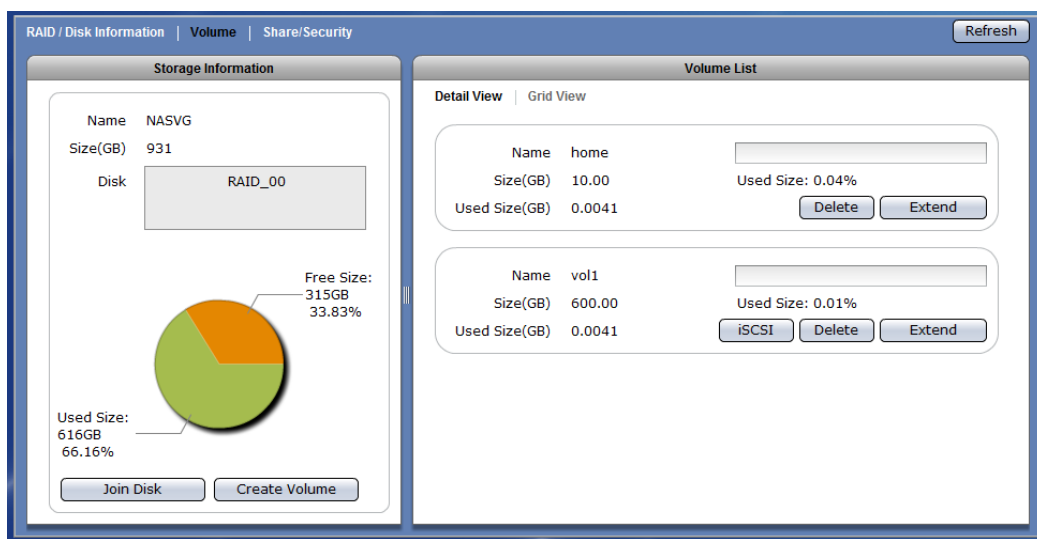 RAID / Disk Information | Volume | Share/Security
Refresh
Storage Information
Name NASVG
Size(GB) 931
Disk RAID_00
Free Size:
315GB
33.83%
Used Size:
616GB
66.16%
Join Disk Create Volume
Volume List
Detail View | Grid View
Name home
Size(GB) 10.00 Used Size: 0.04%
Used Size(GB) 0.0041 Delete Extend
Name vol1
Size(GB) 600.00 Used Size: 0.01%
Used Size(GB) 0.0041 iSCSI Delete Extend